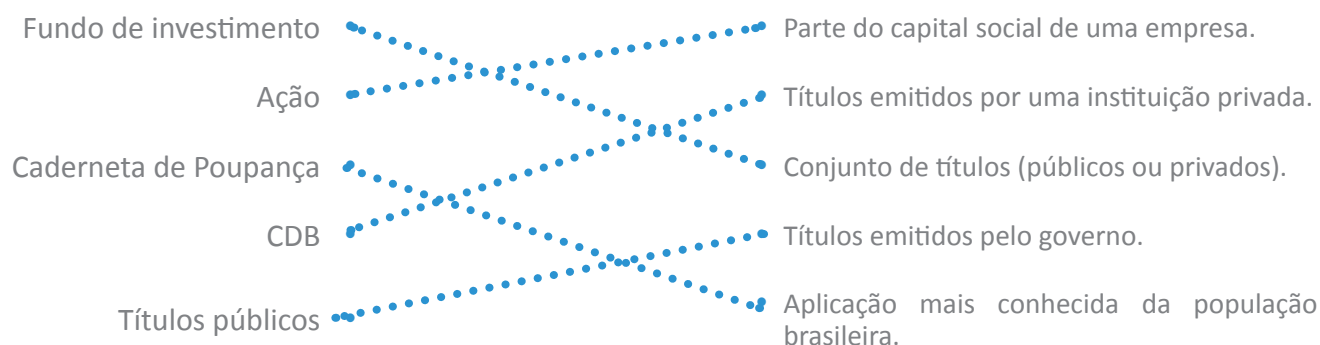 Fundo de investimento
Ação
Caderneta de Poupança
CDB
Títulos públicos
Parte do capital social de uma empresa.
Títulos emitidos por uma instituição privada.
Conjunto de títulos (públicos ou privados).
Títulos emitidos pelo governo.
Aplicação mais conhecida da população
brasileira.